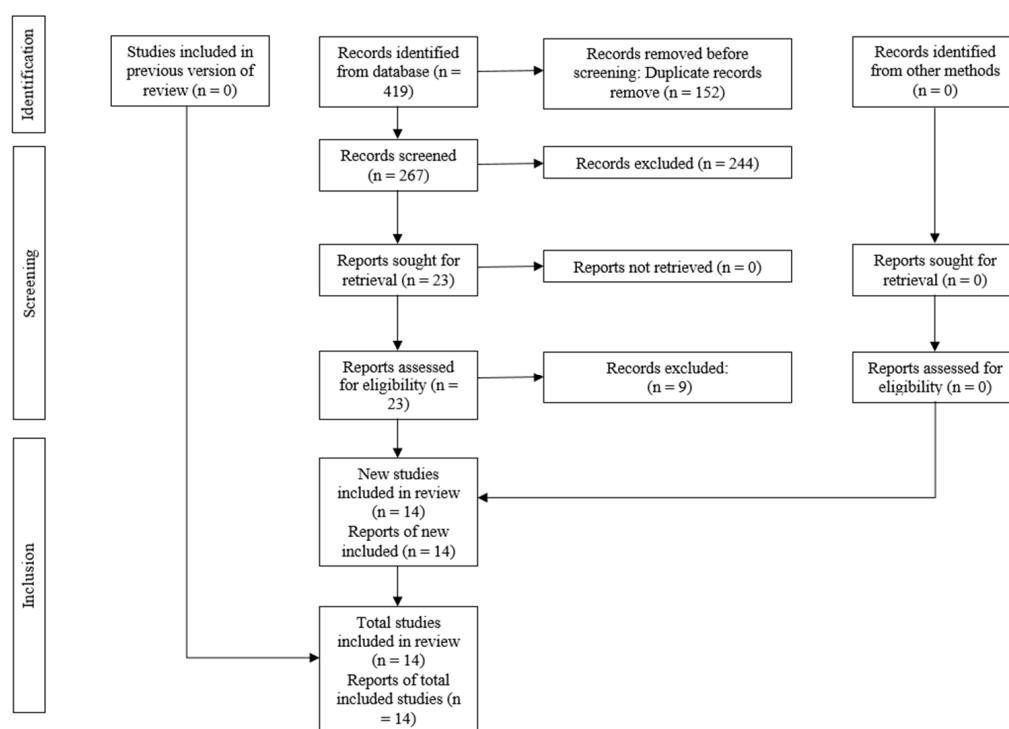 Identification
Studies included in
previous version of
review (n = 0)
Records identified
from database (n =
419)
Records removed before
screening: Duplicate records
remove (n = 152)
Records identified
from other methods
(n = 0)
Screening
Records screened
(n = 267)
Records excluded (n = 244)
Reports sought for
retrieval (n = 23)
Reports not retrieved (n = 0)
Reports sought for
retrieval (n = 0)
Reports assessed
for eligibility (n =
23)
Records excluded:
(n = 9)
Reports assessed for
eligibility (n = 0)
Inclusion
New studies
included in review
(n = 14)
Reports of new
included (n = 14)
Total studies
included in review
(n = 14)
Reports of total
included studies (n
= 14)